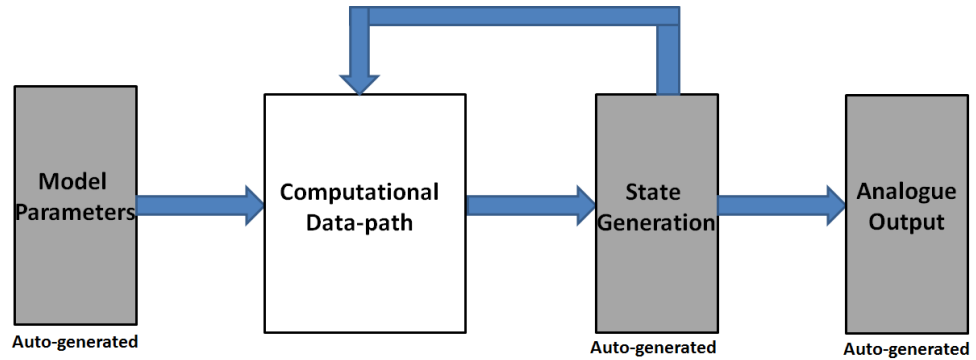 Model
Parameters
Computational
Data-path
State
Generation
Analogue
Output
Auto-generated
Auto-generated
Auto-generated